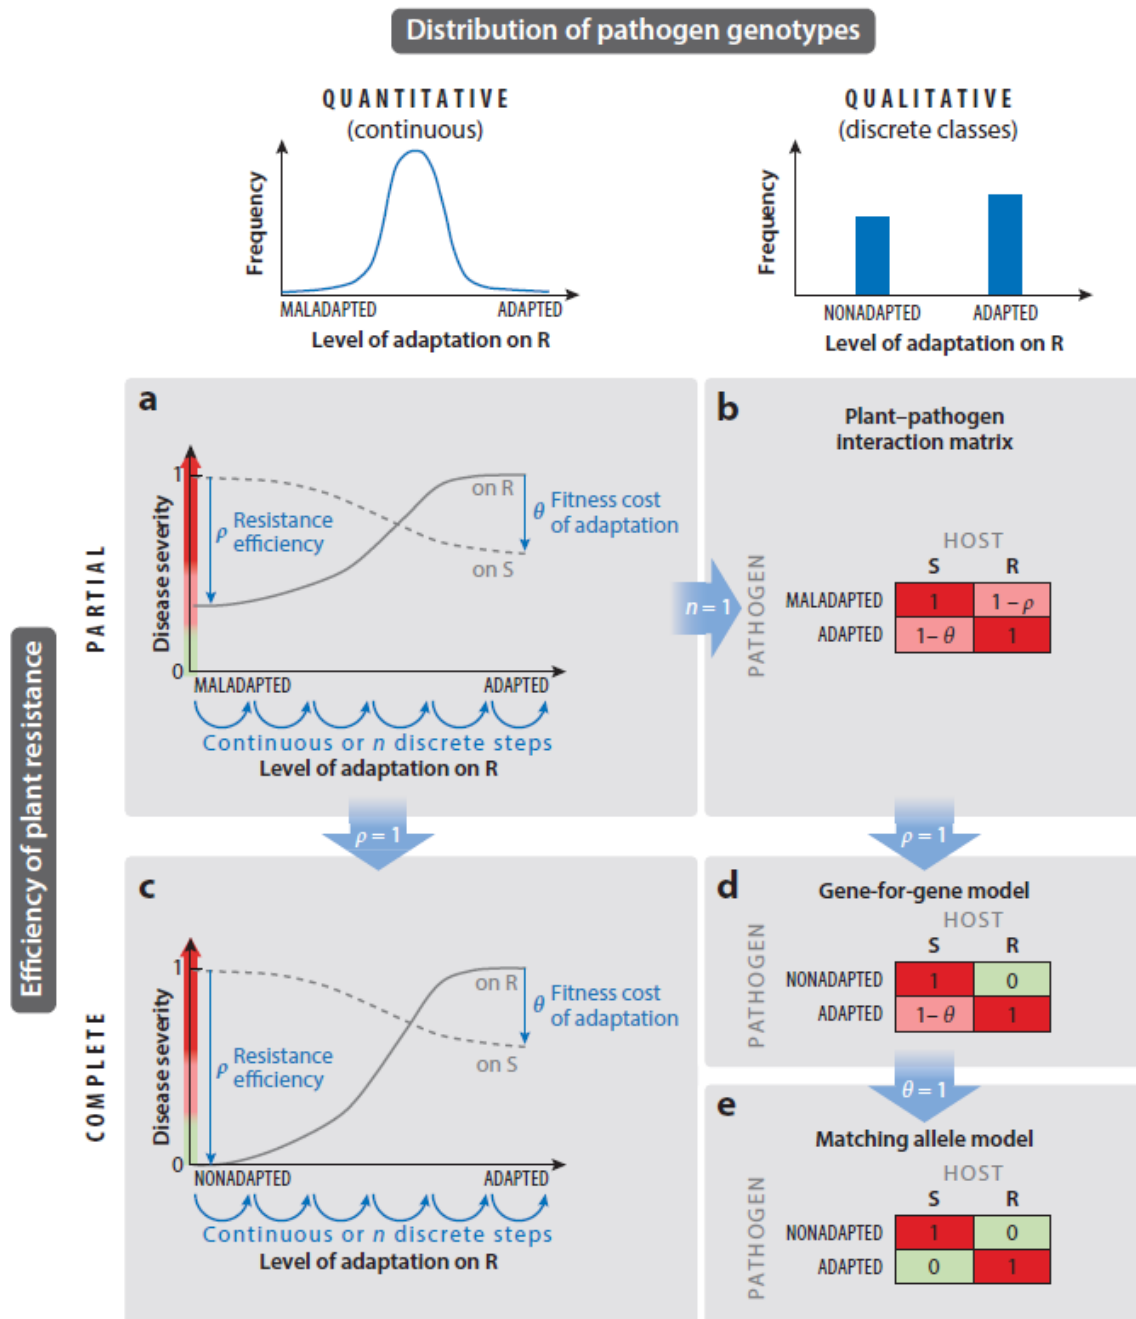 Distribution of pathogen genotypes
QUANTITATIVE
(continuous)
Frequency
MALADAPTED
ADAPTED
Level of adaptation on R
QUALITATIVE
(discrete classes)
Frequency
NONADAPTED
ADAPTED
Level of adaptation on R
Efficiency of plant resistance
PARTIAL
a
Disease severity
1
0
ρ Resistance
efficiency
on R
on S
θ Fitness cost
of adaptation
MALADAPTED
ADAPTED
Continuous or n discrete steps
Level of adaptation on R
n = 1
b
Plant–pathogen
interaction matrix
HOST
S R
PATHOGEN
MALADAPTED 1 1 – ρ
ADAPTED 1– θ 1
ρ = 1
ρ = 1
COMPLETE
c
Disease severity
1
0
ρ Resistance
efficiency
on R
on S
θ Fitness cost
of adaptation
NONADAPTED
ADAPTED
Continuous or n discrete steps
Level of adaptation on R
d
Gene-for-gene model
HOST
S R
PATHOGEN
NONADAPTED 1 0
ADAPTED 1– θ 1
θ = 1
e
Matching allele model
HOST
S R
PATHOGEN
NONADAPTED 1 0
ADAPTED 0 1